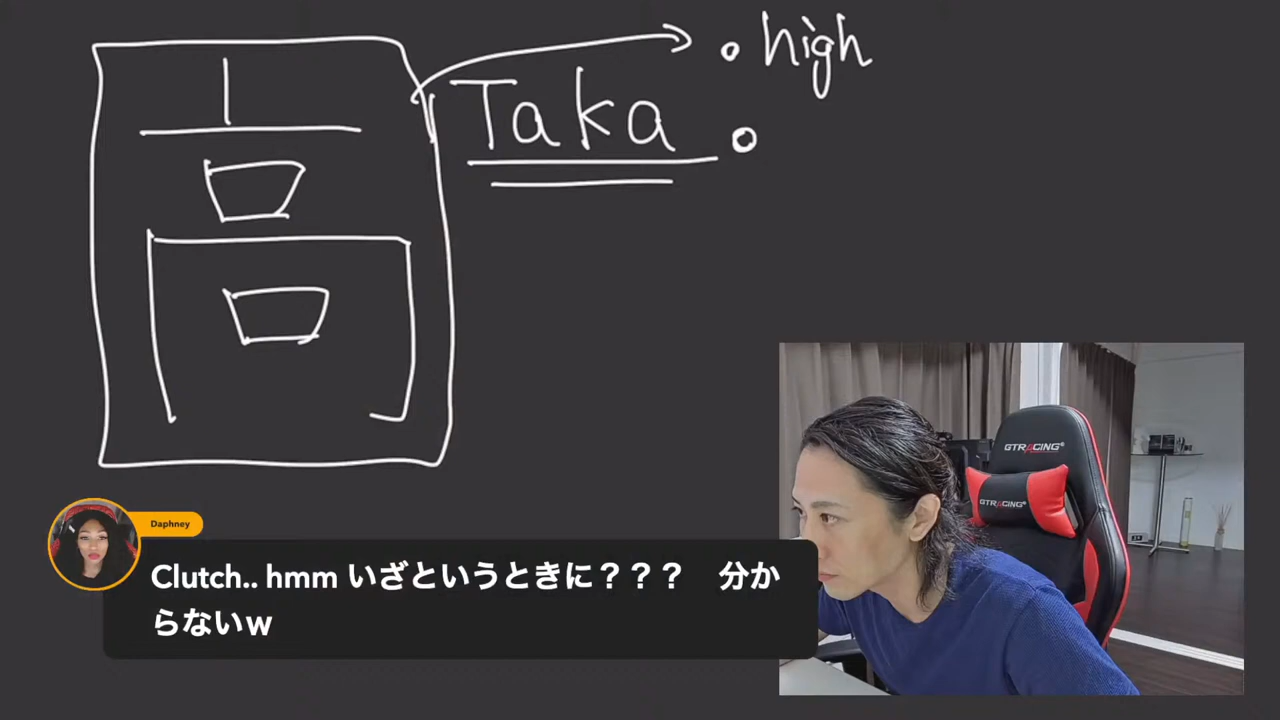 高
Taka
• high
•
GTRACING
GTRACING
Daphney
Clutch.. hmm いざというときに？？？　分か
らないｗ